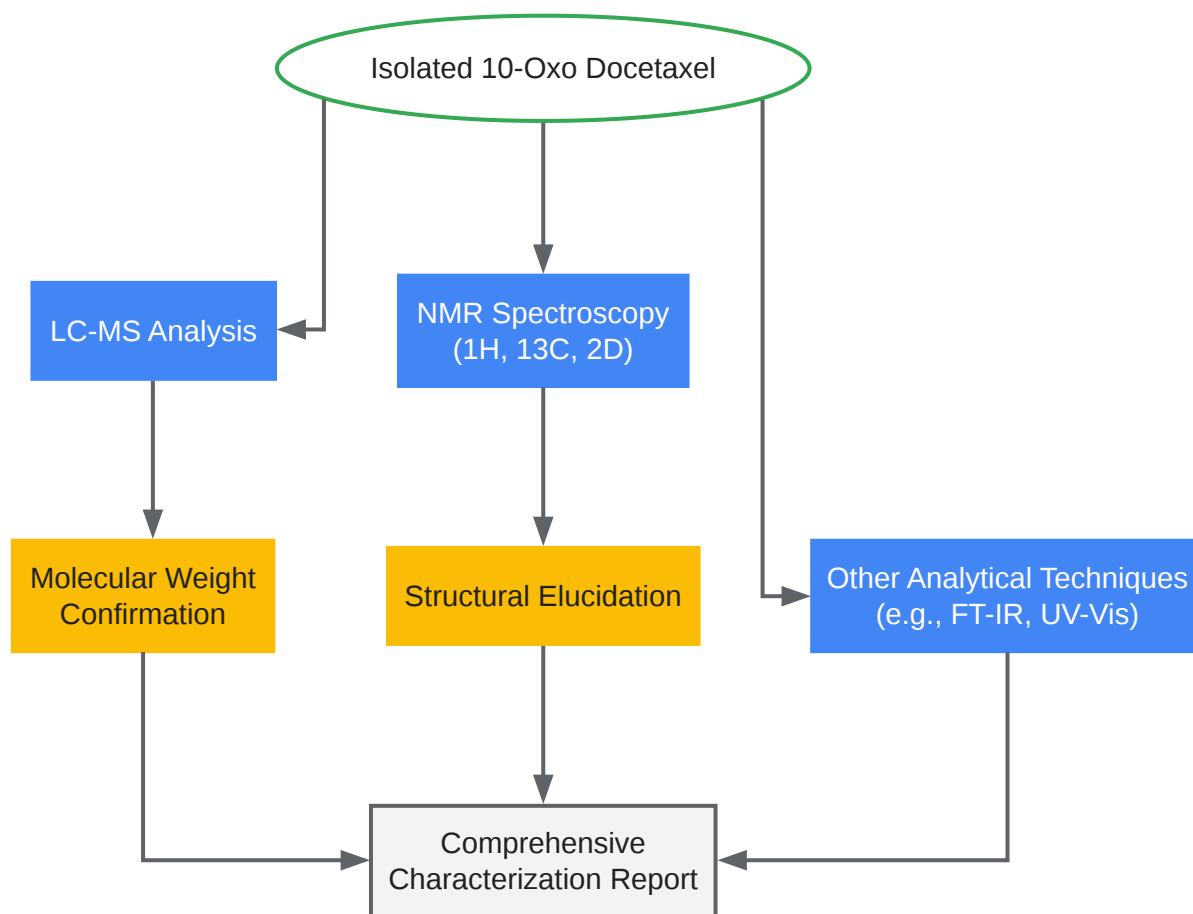 Isolated 10-Oxo Docetaxel
LC-MS Analysis
NMR Spectroscopy
(1H, 13C, 2D)
Molecular Weight
Confirmation
Structural Elucidation
Other Analytical Techniques
(e.g., FT-IR, UV-Vis)
Comprehensive
Characterization Report